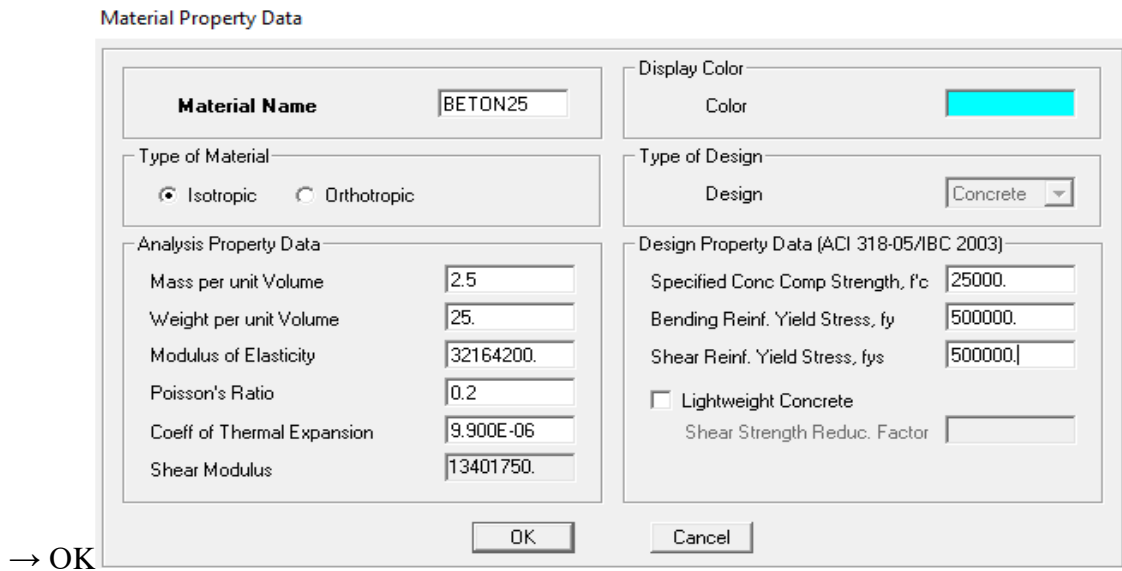 Material Property Data
Material Name BETON25
Display Color
Color
Type of Material
Isotropic Orthotropic
Type of Design
Design Concrete
Analysis Property Data
Mass per unit Volume 2.5
Weight per unit Volume 25.
Modulus of Elasticity 32164200.
Poisson's Ratio 0.2
Coeff of Thermal Expansion 9.900E-06
Shear Modulus 13401750.
Design Property Data (ACI 318-05/IBC 2003)
Specified Conc Comp Strength, f'c 25000.
Bending Reinf. Yield Stress, fy 500000.
Shear Reinf. Yield Stress, fys 500000.
Lightweight Concrete
Shear Strength Reduc. Factor
OK Cancel
→ OK